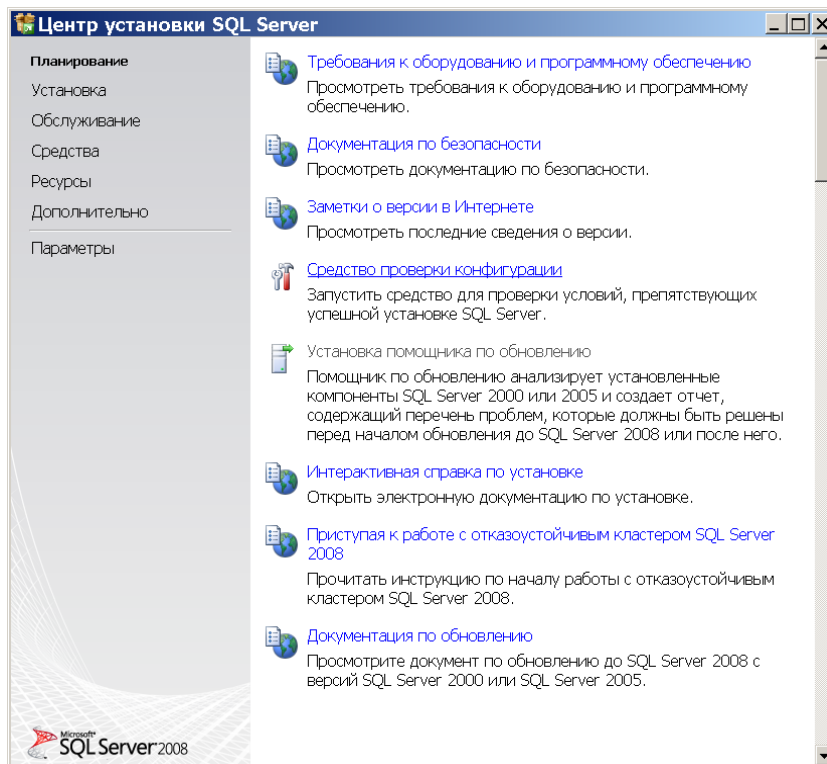 Центр установки SQL Server
Планирование
Установка
Обслуживание
Средства
Ресурсы
Дополнительно
Параметры
Требования к оборудованию и программному обеспечению
Просмотреть требования к оборудованию и программному
обеспечению.
Документация по безопасности
Просмотреть документацию по безопасности.
Заметки о версии в Интернете
Просмотреть последние сведения о версии.
Средство проверки конфигурации
Запустить средство для проверки условий, препятствующих
успешной установке SQL Server.
Установка помощника по обновлению
Помощник по обновлению анализирует установленные
компоненты SQL Server 2000 или 2005 и создает отчет,
содержащий перечень проблем, которые должны быть решены
перед началом обновления до SQL Server 2008 или после него.
Интерактивная справка по установке
Открыть электронную документацию по установке.
Приступая к работе с отказоустойчивым кластером SQL Server
2008
Прочитать инструкцию по началу работы с отказоустойчивым
кластером SQL Server 2008.
Документация по обновлению
Просмотрите документ по обновлению до SQL Server 2008 с
версий SQL Server 2000 или SQL Server 2005.
Microsoft
SQL Server 2008